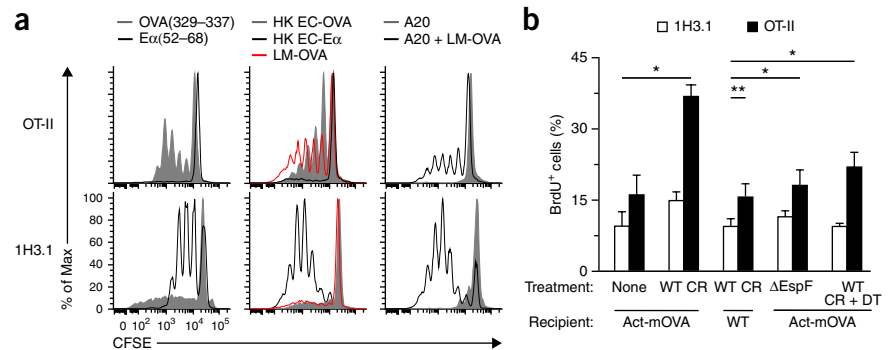 a
OVA(329–337)
Eα(52–68)
HK EC-OVA
HK EC-Eα
LM-OVA
A20
A20 + LM-OVA
OT-II
1H3.1
% of Max
100
80
60
40
20
0
0 10² 10³ 10⁴ 10⁵
CFSE
b
1H3.1 OT-II
BrdU⁺ cells (%)
45
30
15
0
* ** * *
Treatment: None WT CR WT CR ΔEspF WT CR + DT
Recipient: Act-mOVA WT Act-mOVA